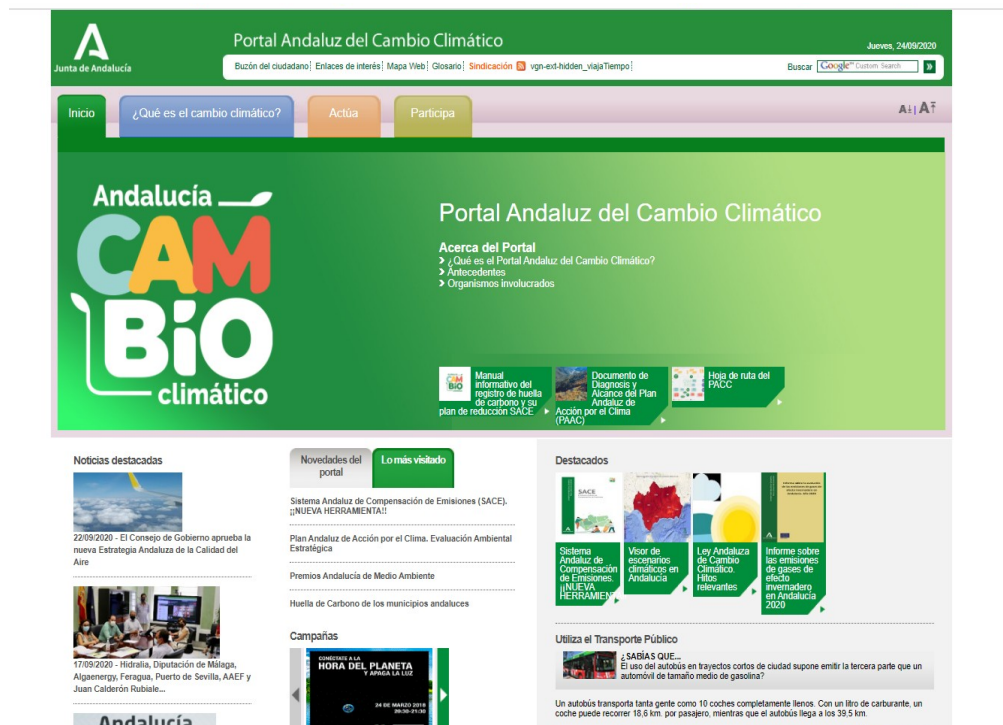 Portal Andaluz del Cambio Climático
Jueves, 24/09/2020
Junta de Andalucía
Buzón del ciudadano
Enlaces de interés
Mapa Web
Glosario
Sindicación
vgn-ext-hidden_viajaTiempo
Buscar
Google™ Custom Search
Inicio
¿Qué es el cambio climático?
Actúa
Participa
A
A
Andalucía
CAM
BiO
climático
Portal Andaluz del Cambio Climático
Acerca del Portal
¿Qué es el Portal Andaluz del Cambio Climático?
Antecedentes
Organismos involucrados
Manual
informativo del
registro de huella
de carbono y su
plan de reducción SACE
Documento de
Diagnosis y
Alcance del Plan
Andaluz de
Acción por el Clima
(PAAC)
Hoja de ruta del
PACC
Noticias destacadas
22/09/2020 - El Consejo de Gobierno aprueba la
nueva Estrategia Andaluza de la Calidad del
Aire
17/09/2020 - Hidralia, Diputación de Málaga,
Algaenergy, Feragua, Puerto de Sevilla, AAEF y
Juan Calderón Rubiale...
Andalucía
Novedades del
portal
Lo más visitado
Sistema Andaluz de Compensación de Emisiones (SACE).
¡¡NUEVA HERRAMIENTA!!
Plan Andaluz de Acción por el Clima. Evaluación Ambiental
Estratégica
Premios Andalucía de Medio Ambiente
Huella de Carbono de los municipios andaluces
Campañas
CONÉCTATE A LA
HORA DEL PLANETA
Y APAGA LA LUZ
24 DE MARZO 2018
20:30-21:30
Destacados
SACE
Sistema
Andaluz de
Compensación
de Emisiones.
¡¡NUEVA
HERRAMIEN
Visor de
escenarios
climáticos en
Andalucía
Ley Andaluza
de Cambio
Climático.
Hitos
relevantes
Informe sobre
las emisiones
de gases de
efecto
invernadero
en Andalucía
2020
Utiliza el Transporte Público
¿SABÍAS QUE...
El uso del autobús en trayectos cortos de ciudad supone emitir la tercera parte que un
automóvil de tamaño medio de gasolina?
Un autobús transporta tanta gente como 10 coches completamente llenos. Con un litro de carburante, un
coche puede recorrer 18,6 km. por pasajero, mientras que el autobús llega a los 39,5 km.